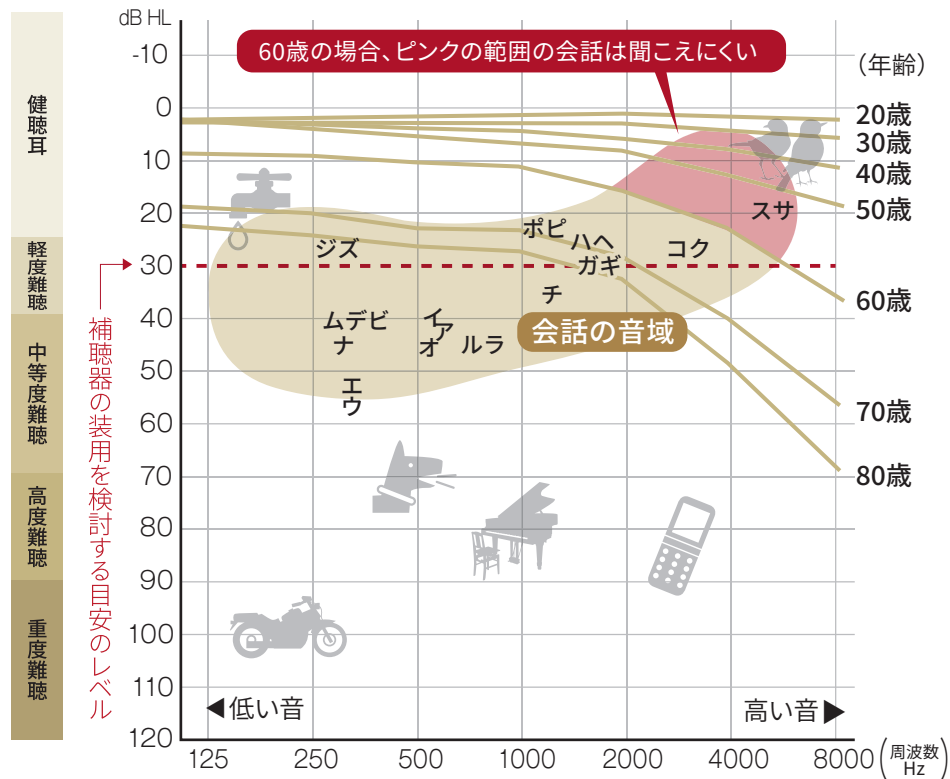 dB HL
-10
0
10
20
30
40
50
60
70
80
90
100
110
120
健聴耳
軽度難聴
中等度難聴
高度難聴
重度難聴
補聴器の装用を検討する目安のレベル
60歳の場合、ピンクの範囲の会話は聞こえにくい
(年齢)
20歳
30歳
40歳
50歳
60歳
70歳
80歳
スサ
ポピ
ハヘ
ジズ
コク
ガギ
チ
ムデビ
ナ
イ
ア
オ
ルラ
会話の音域
エ
ウ
◀低い音
高い音▶
125 250 500 1000 2000 4000 8000
(周波数
Hz)